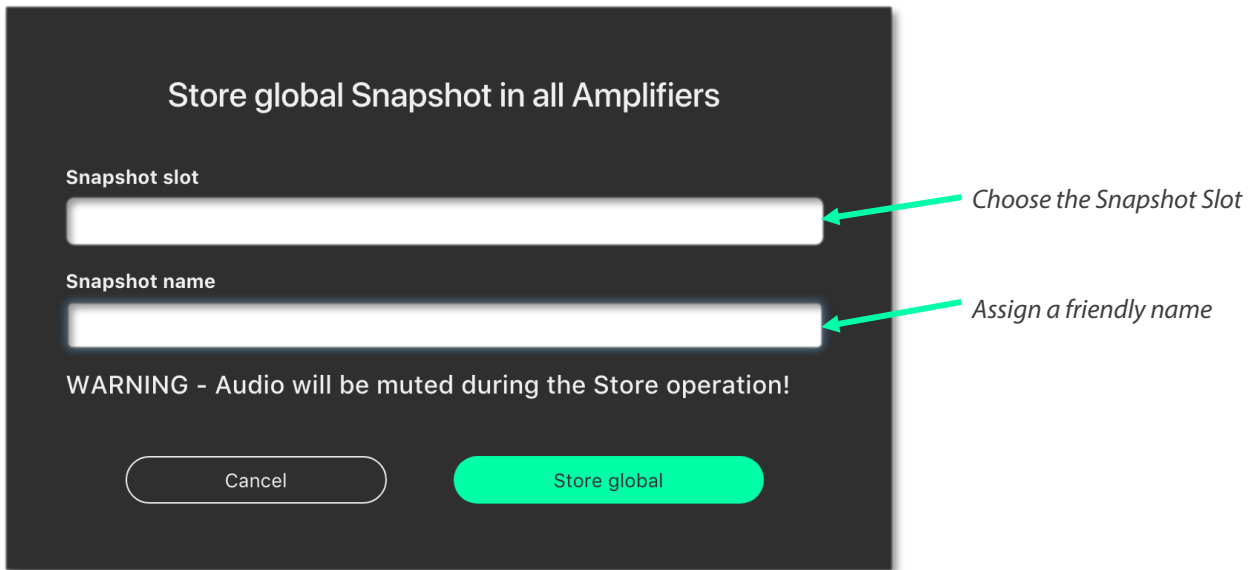 Store global Snapshot in all Amplifiers
Snapshot slot
Choose the Snapshot Slot
Snapshot name
Assign a friendly name
WARNING - Audio will be muted during the Store operation!
Cancel
Store global